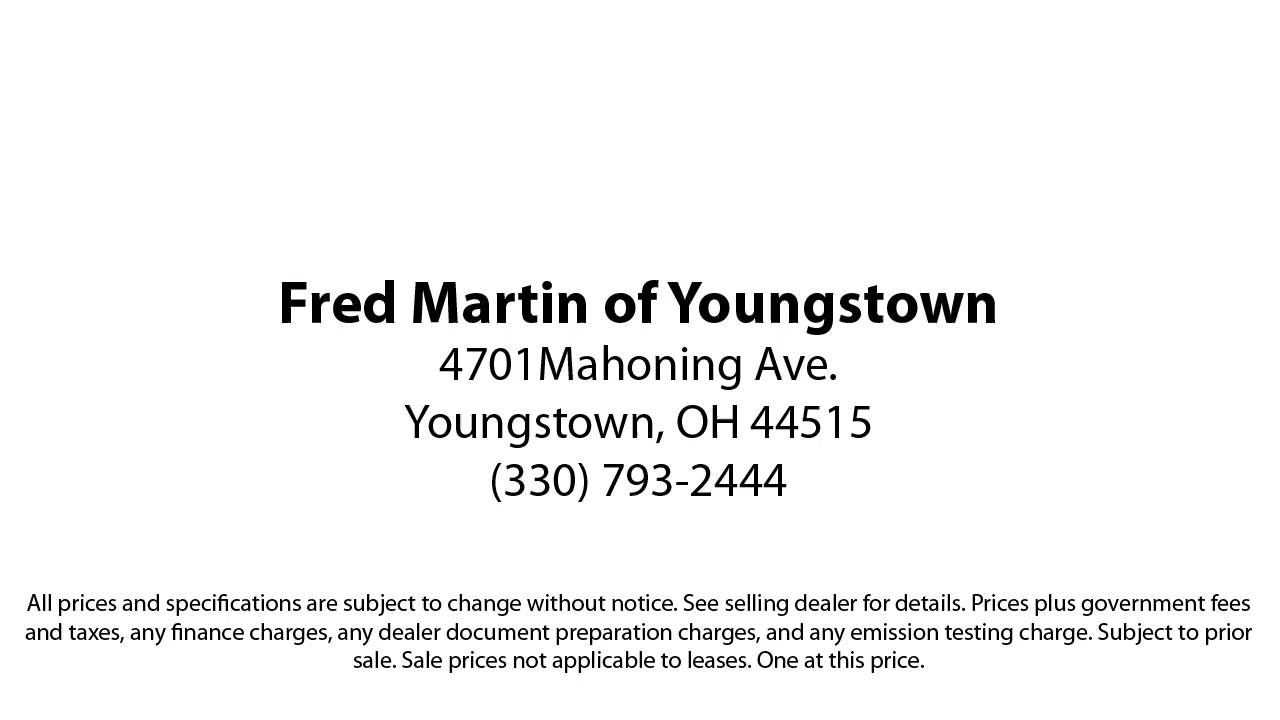 Fred Martin of Youngstown
4701Mahoning Ave.
Youngstown, OH 44515
(330) 793-2444
All prices and specifications are subject to change without notice. See selling dealer for details. Prices plus government fees
and taxes, any finance charges, any dealer document preparation charges, and any emission testing charge. Subject to prior
sale. Sale prices not applicable to leases. One at this price.